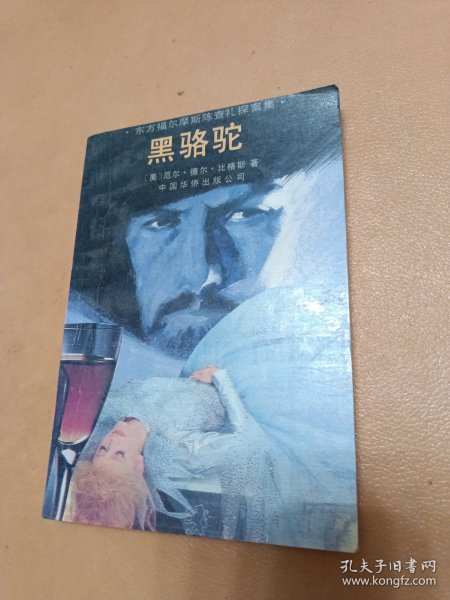 ·东方福尔摩斯陈查礼探案集·
黑骆驼
〔美〕厄尔·德尔·比格斯 著
中国华侨出版公司
孔夫子旧书网
www.kongfz.com